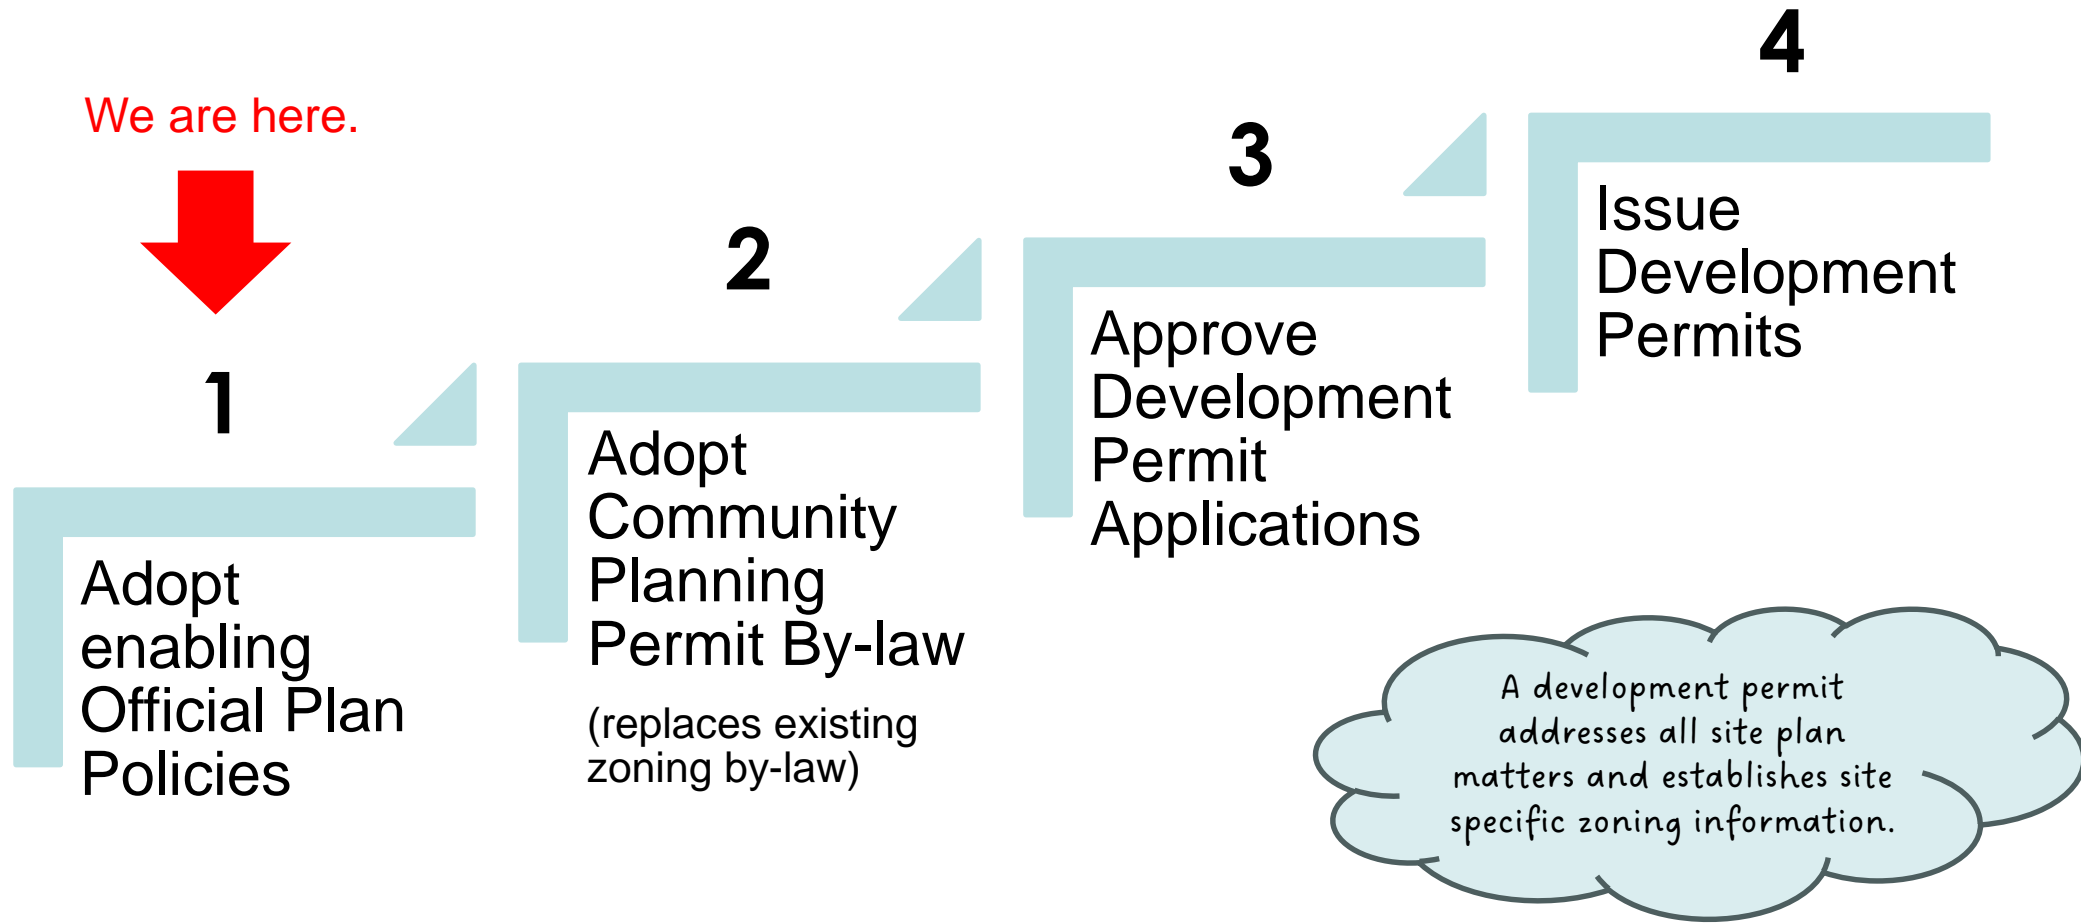 We are here.
1
Adopt
enabling
Official Plan
Policies
2
Adopt
Community
Planning
Permit By-law
(replaces existing
zoning by-law)
3
Approve
Development
Permit
Applications
4
Issue
Development
Permits
A development permit
addresses all site plan
matters and establishes site
specific zoning information.